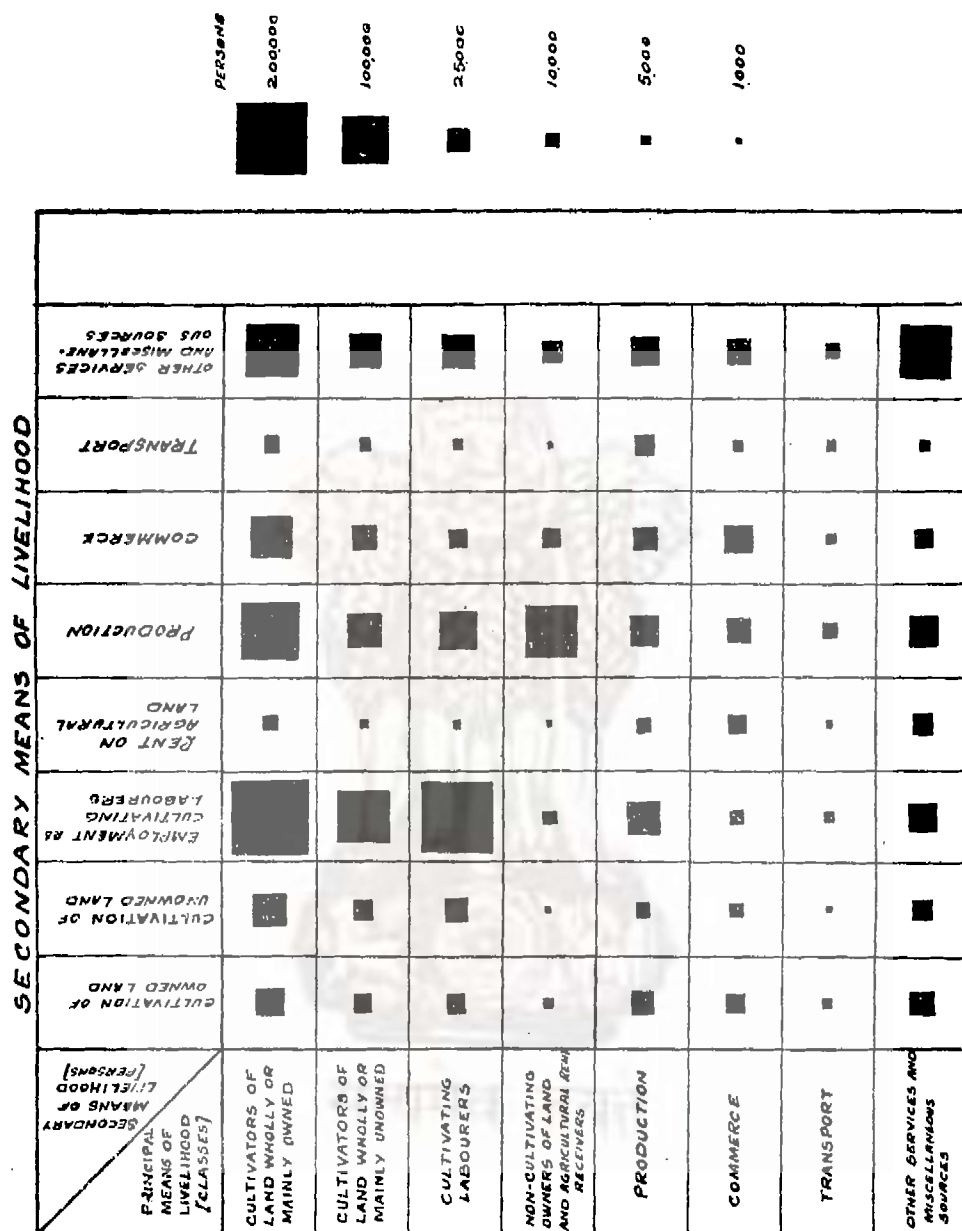 SECONDARY MEANS OF LIVELIHOOD
PERSONS
200,000
100,000
25,000
10,000
5,000
1,000
SECONDARY
MEANS OF
LIVELIHOOD
[PERSONS]
PRINCIPAL
MEANS OF
LIVELIHOOD
[CLASSES]
CULTIVATION OF
OWNED LAND
CULTIVATION OF
UNOWNED LAND
EMPLOYMENT AS
CULTIVATING
LABOURERS
RENT ON
AGRICULTURAL
LAND
PRODUCTION
COMMERCE
TRANSPORT
OTHER SERVICES
AND MISCELLANE-
OUS SOURCES
CULTIVATORS OF
LAND WHOLLY OR
MAINLY OWNED
CULTIVATORS OF
LAND WHOLLY OR
MAINLY UNOWNED
CULTIVATING
LABOURERS
NON-CULTIVATING
OWNERS OF LAND
AND AGRICULTURAL RENT
RECEIVERS
PRODUCTION
COMMERCE
TRANSPORT
OTHER SERVICES AND
MISCELLANEOUS
SOURCES